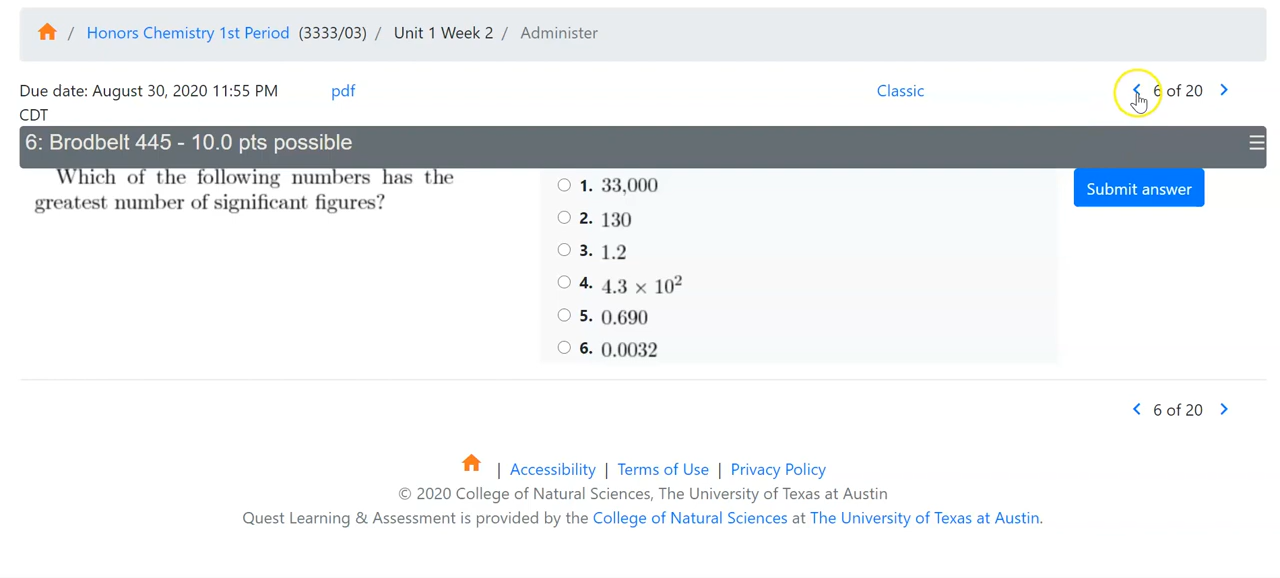 / Honors Chemistry 1st Period (3333/03) / Unit 1 Week 2 / Administer
Due date: August 30, 2020 11:55 PM CDT
pdf
Classic
6 of 20
6: Brodbelt 445 - 10.0 pts possible
Which of the following numbers has the
greatest number of significant figures?
1. 33,000
2. 130
3. 1.2
4. 4.3 × 10²
5. 0.690
6. 0.0032
Submit answer
6 of 20
| Accessibility | Terms of Use | Privacy Policy
© 2020 College of Natural Sciences, The University of Texas at Austin
Quest Learning & Assessment is provided by the College of Natural Sciences at The University of Texas at Austin.